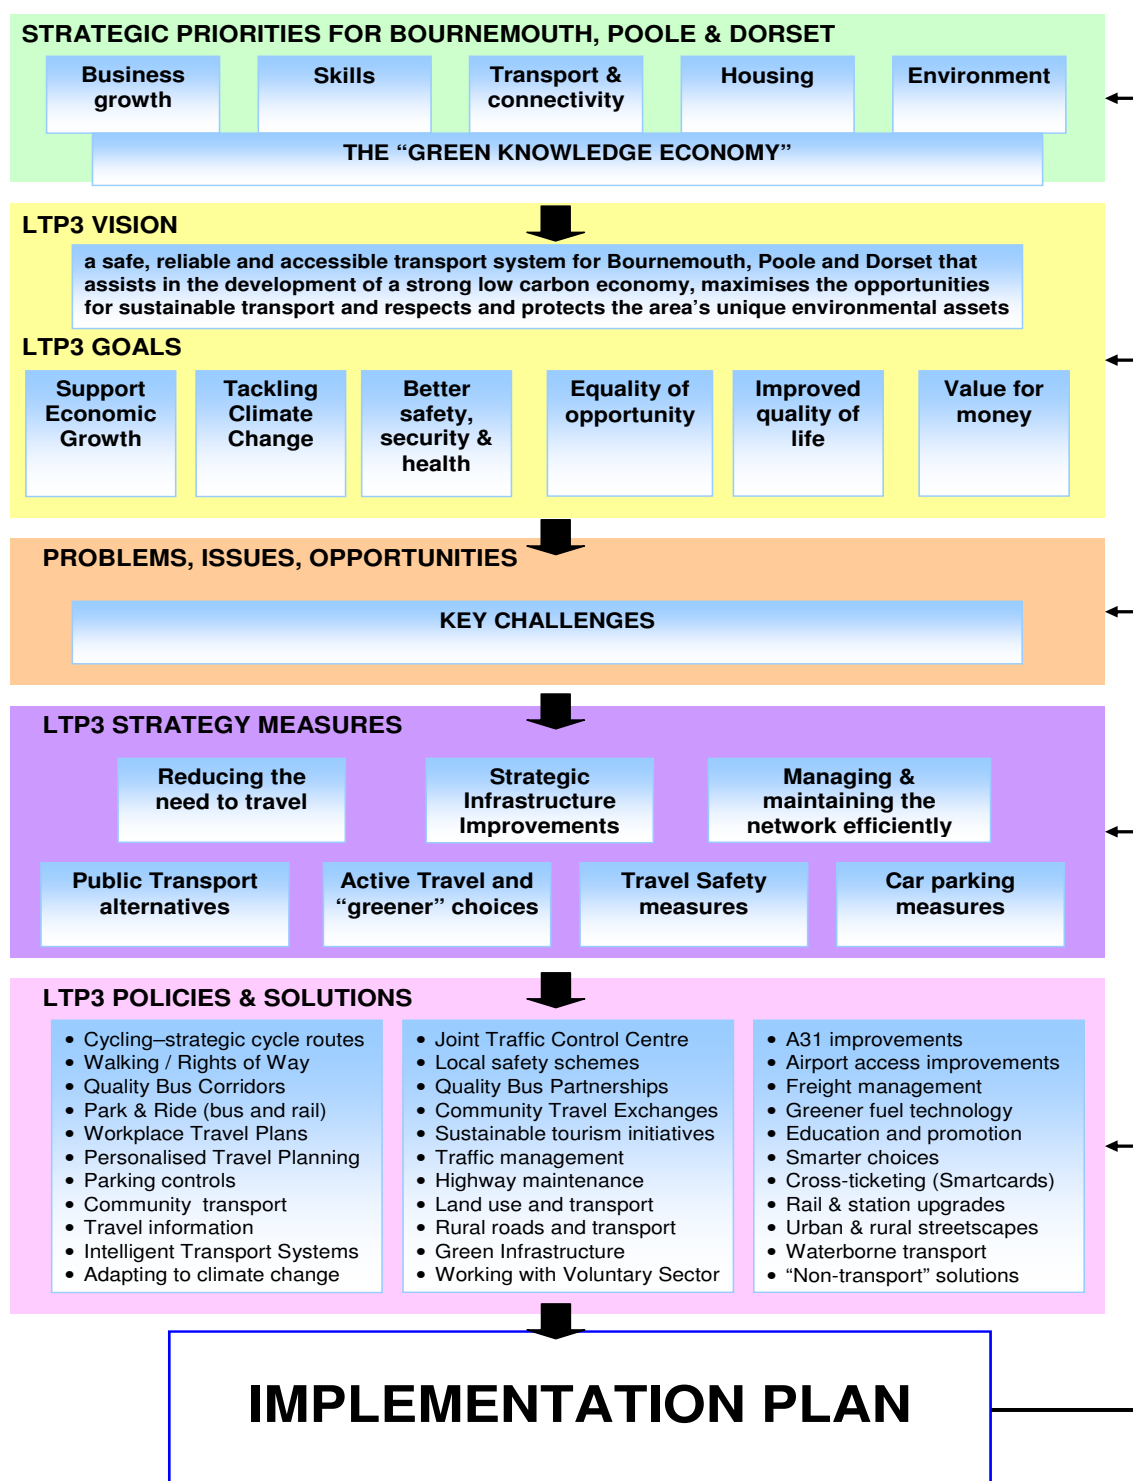 STRATEGIC PRIORITIES FOR BOURNEMOUTH, POOLE & DORSET
Business
growth
Skills
Transport &
connectivity
Housing
Environment
THE “GREEN KNOWLEDGE ECONOMY”
LTP3 VISION
a safe, reliable and accessible transport system for Bournemouth, Poole and Dorset that
assists in the development of a strong low carbon economy, maximises the opportunities
for sustainable transport and respects and protects the area’s unique environmental assets
LTP3 GOALS
Support
Economic
Growth
Tackling
Climate
Change
Better
safety,
security &
health
Equality of
opportunity
Improved
quality of
life
Value for
money
PROBLEMS, ISSUES, OPPORTUNITIES
KEY CHALLENGES
LTP3 STRATEGY MEASURES
Reducing the
need to travel
Strategic
Infrastructure
Improvements
Managing &
maintaining the
network efficiently
Public Transport
alternatives
Active Travel and
“greener” choices
Travel Safety
measures
Car parking
measures
LTP3 POLICIES & SOLUTIONS
• Cycling–strategic cycle routes
• Walking / Rights of Way
• Quality Bus Corridors
• Park & Ride (bus and rail)
• Workplace Travel Plans
• Personalised Travel Planning
• Parking controls
• Community transport
• Travel information
• Intelligent Transport Systems
• Adapting to climate change
• Joint Traffic Control Centre
• Local safety schemes
• Quality Bus Partnerships
• Community Travel Exchanges
• Sustainable tourism initiatives
• Traffic management
• Highway maintenance
• Land use and transport
• Rural roads and transport
• Green Infrastructure
• Working with Voluntary Sector
• A31 improvements
• Airport access improvements
• Freight management
• Greener fuel technology
• Education and promotion
• Smarter choices
• Cross-ticketing (Smartcards)
• Rail & station upgrades
• Urban & rural streetscapes
• Waterborne transport
• “Non-transport” solutions
IMPLEMENTATION PLAN